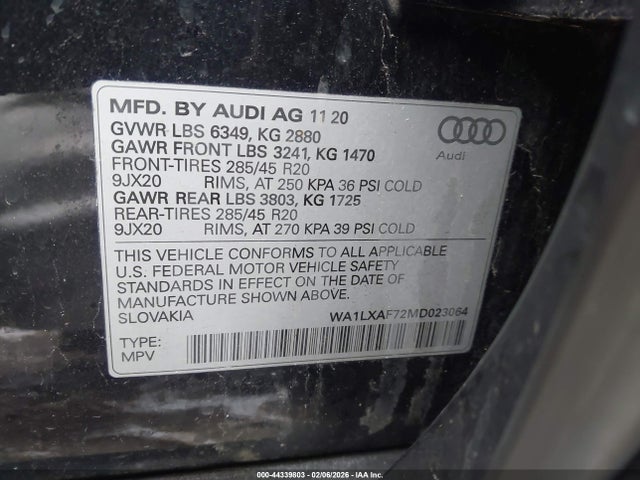 MFD. BY AUDI AG 11 20
GVWR LBS 6349, KG 2880
GAWR FRONT LBS 3241, KG 1470
FRONT-TIRES 285/45 R20
9JX20 RIMS, AT 250 KPA 36 PSI COLD
GAWR REAR LBS 3803, KG 1725
REAR-TIRES 285/45 R20
9JX20 RIMS, AT 270 KPA 39 PSI COLD
Audi
THIS VEHICLE CONFORMS TO ALL APPLICABLE
U.S. FEDERAL MOTOR VEHICLE SAFETY
STANDARDS IN EFFECT ON THE DATE OF
MANUFACTURE SHOWN ABOVE.
SLOVAKIA WA1LXAF72MD023064
TYPE:
MPV
000-44339803 - 02/06/2026 - IAA Inc.